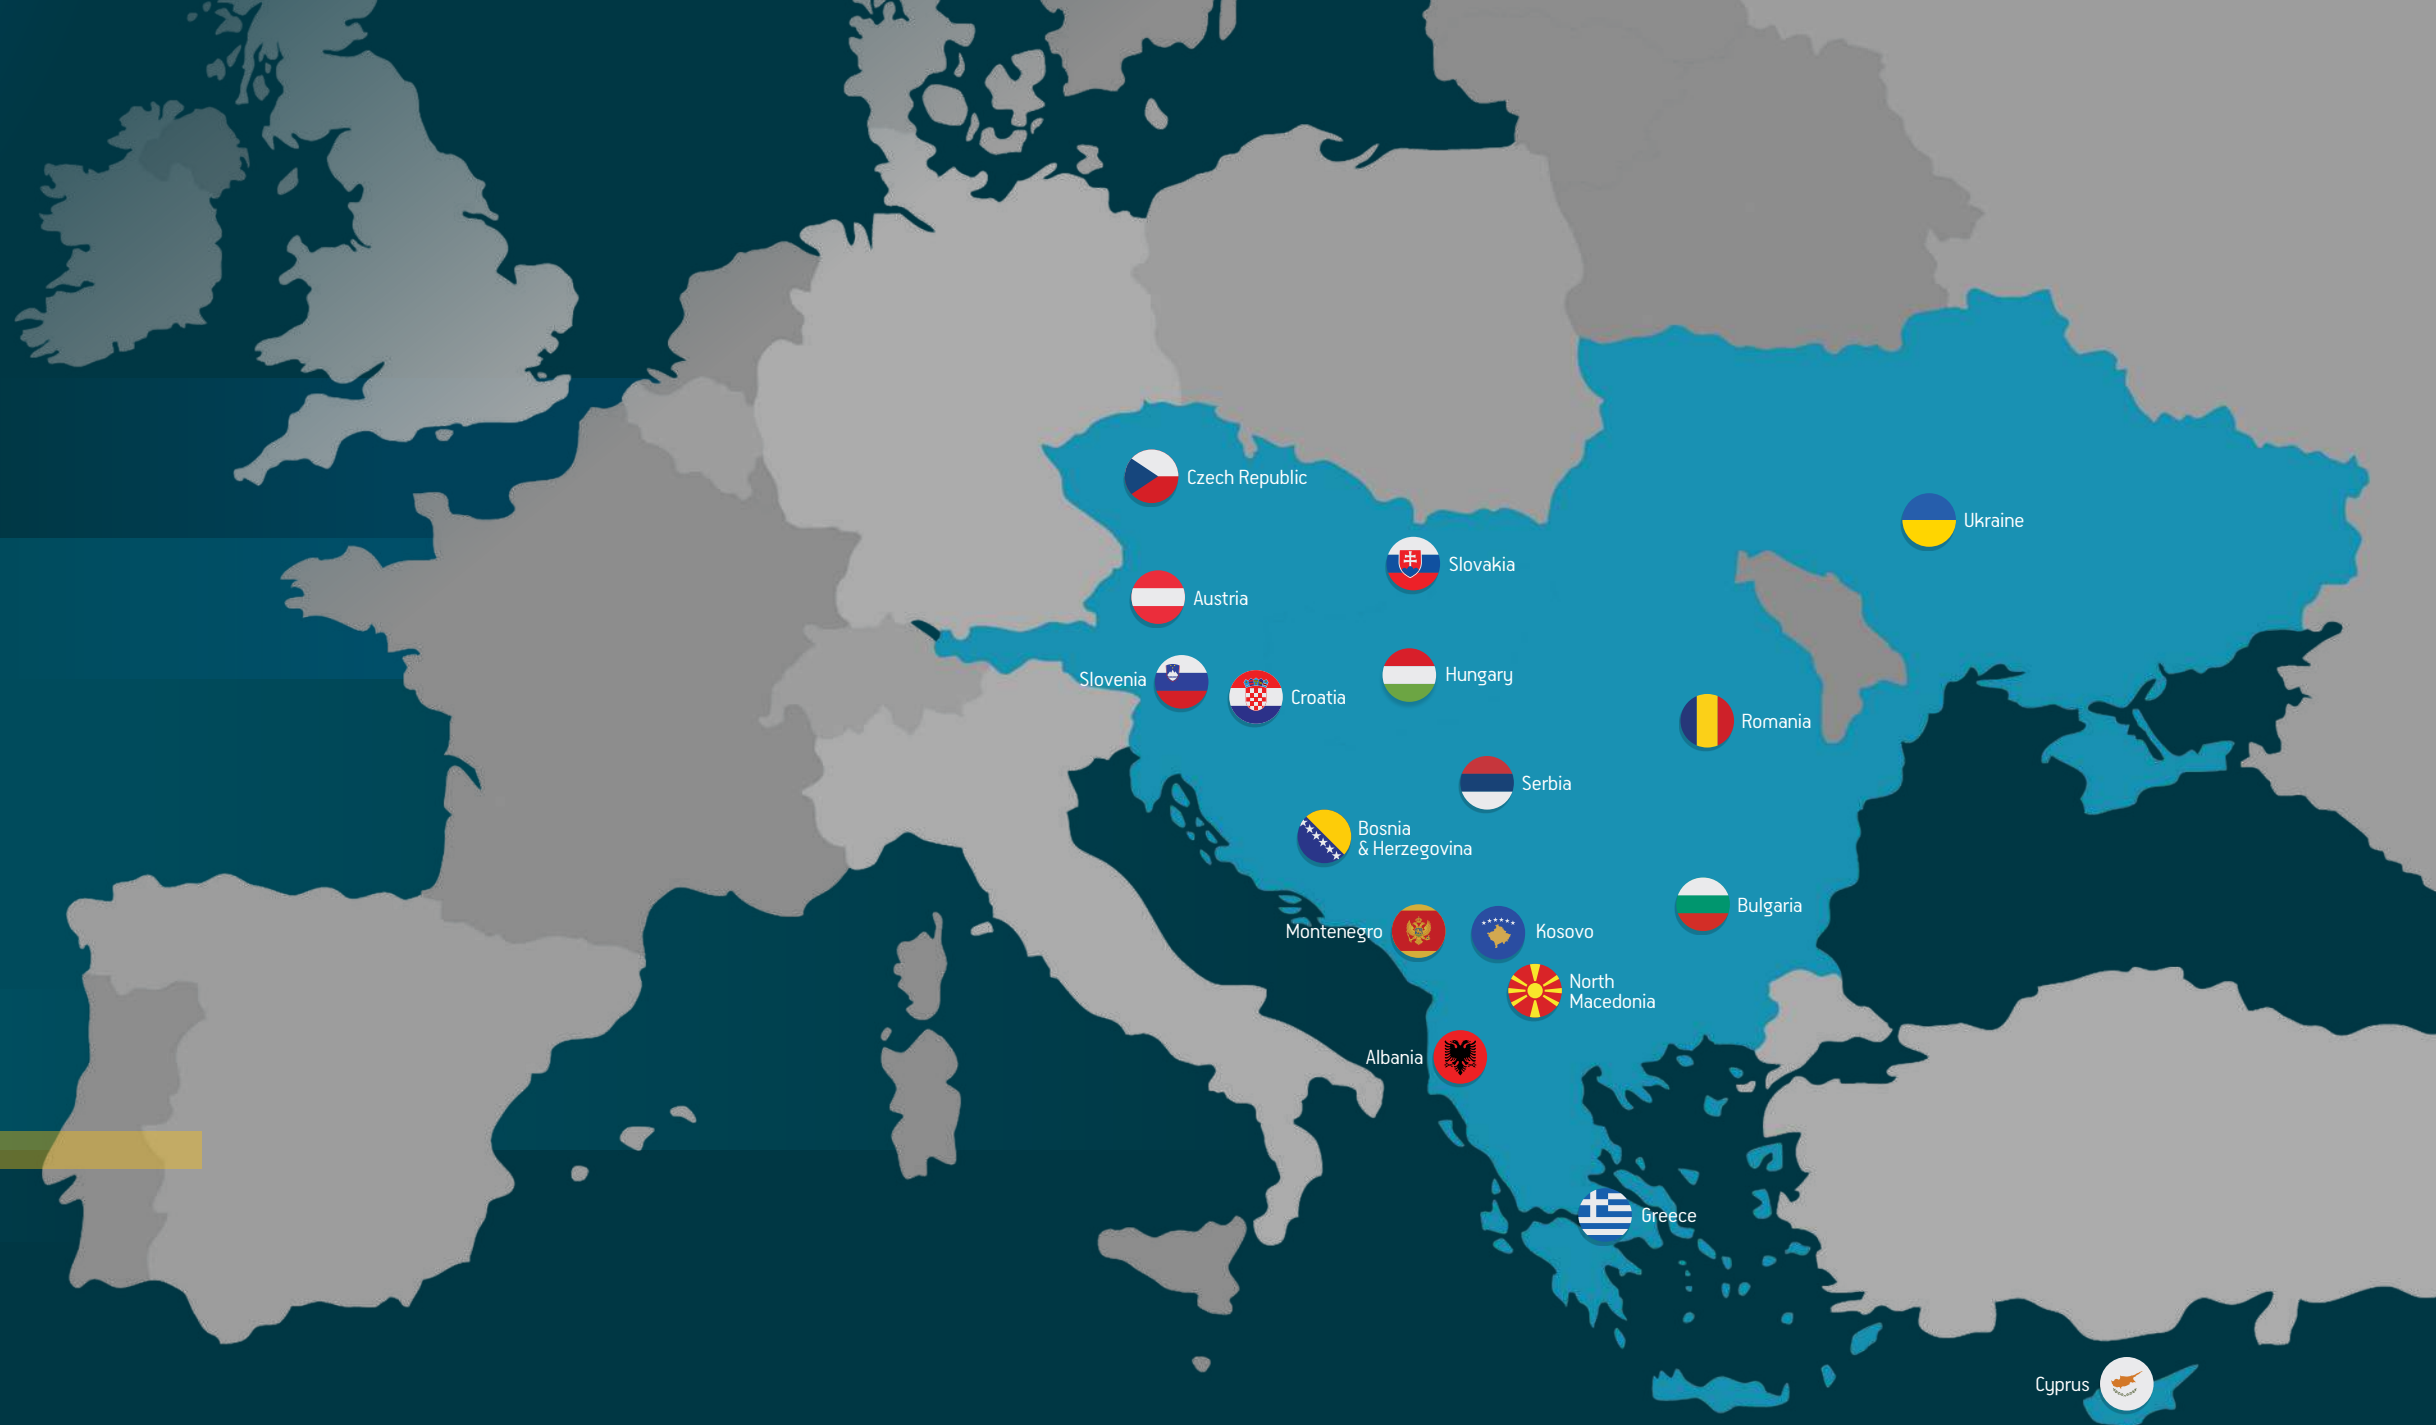 Czech Republic
Ukraine
Slovakia
Austria
Slovenia
Hungary
Croatia
Romania
Serbia
Bosnia
& Herzegovina
Bulgaria
Montenegro
Kosovo
North
Macedonia
Albania
Greece
Cyprus